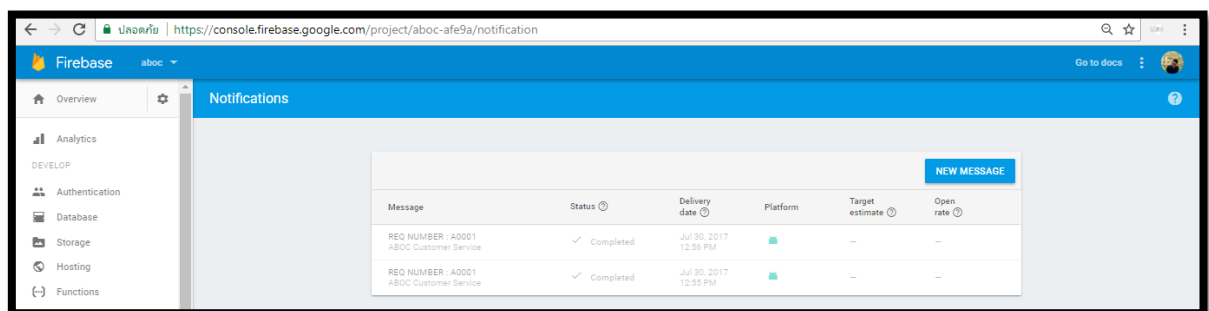 ปลอดภัย https://console.firebase.google.com/project/aboc-afe9a/notification
Firebase aboc Go to docs
Overview Notifications
Analytics
DEVELOP
Authentication
Database
Storage
Hosting
Functions
NEW MESSAGE
Message Status Delivery date Platform Target estimate Open rate
REQ NUMBER : A0001
ABOC Customer Service
Completed
Jul 30, 2017
12:56 PM
–
–
REQ NUMBER : A0001
ABOC Customer Service
Completed
Jul 30, 2017
12:55 PM
–
–